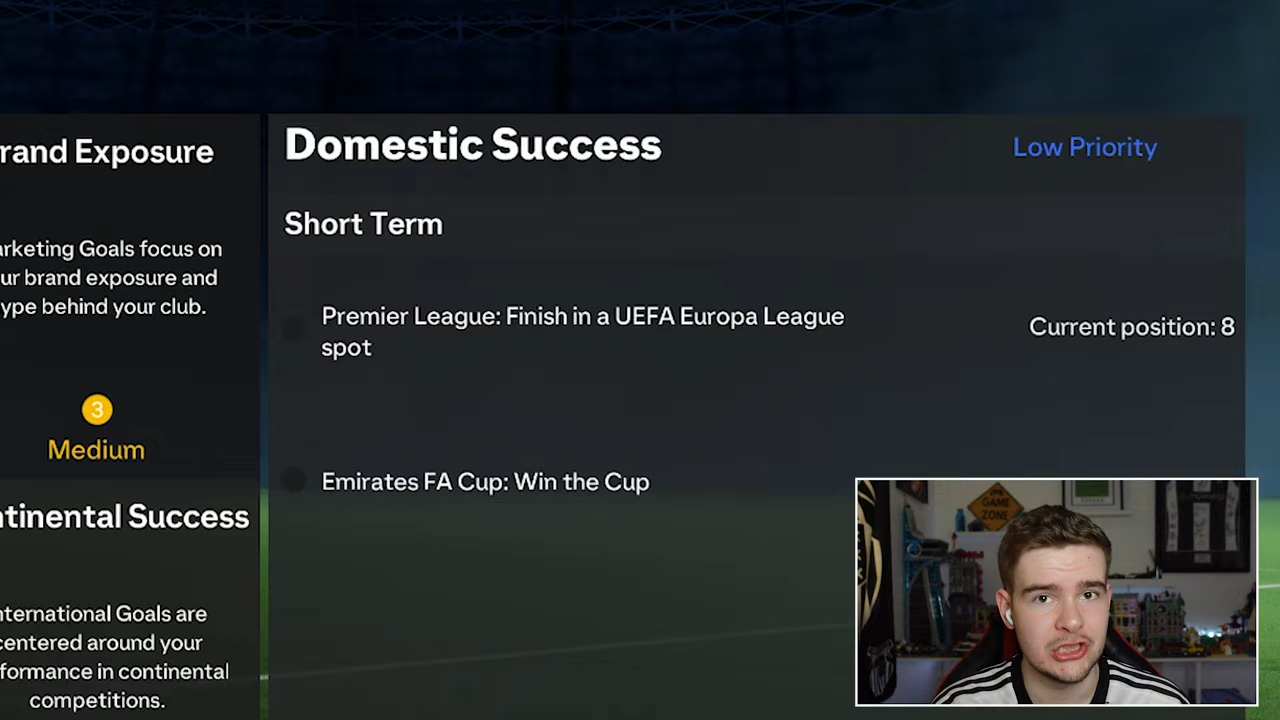 rand Exposure
arketing Goals focus on
ur brand exposure and
ype behind your club.
3
Medium
ntinental Success
nternational Goals are
centered around your
formance in continental
competitions.
Domestic Success
Low Priority
Short Term
Premier League: Finish in a UEFA Europa League
spot
Current position: 8
Emirates FA Cup: Win the Cup
GAME
ZONE